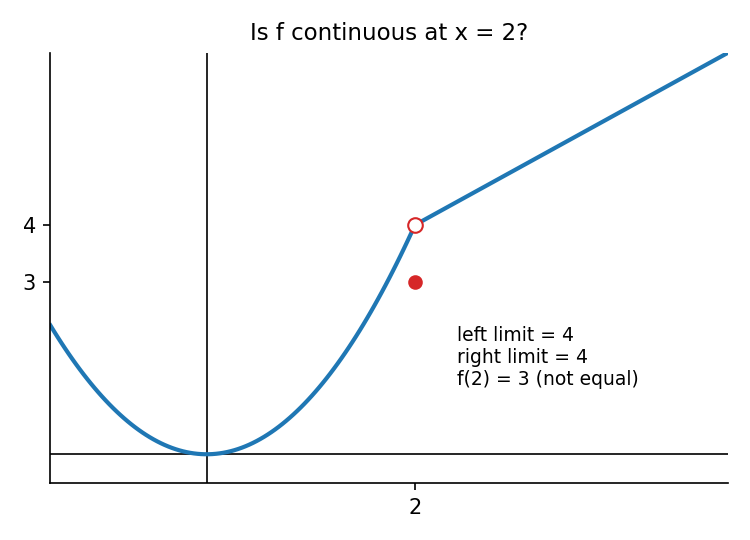 Is f continuous at x = 2?
4
3
left limit = 4
right limit = 4
f(2) = 3 (not equal)
2